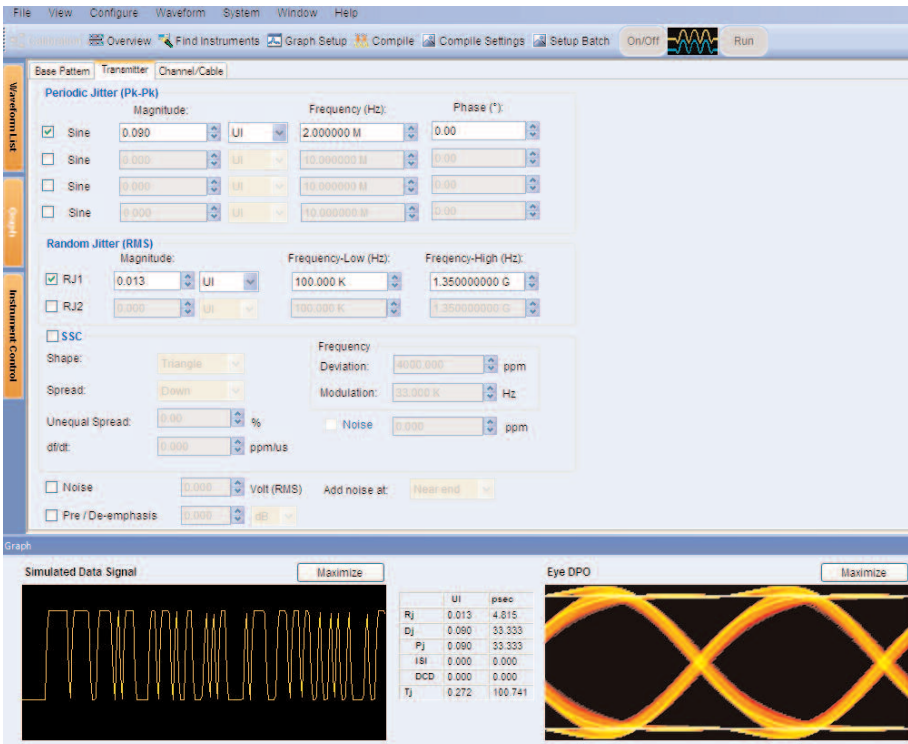 File View Configure Waveform System Window Help
Overview Find Instruments Graph Setup Compile Compile Settings Setup Batch On/Off Run
Waveform List
Graph
Instrument Control
Base Pattern Transmitter Channel/Cable
Periodic Jitter (Pk-Pk)
Magnitude: Frequency (Hz): Phase (°):
Sine 0.090 UI 2.000000 M 0.00
Sine 0.000 UI 10.000000 M 0.00
Sine 0.000 UI 10.000000 M 0.00
Sine 0.000 UI 10.000000 M 0.00
Random Jitter (RMS)
Magnitude: Frequency-Low (Hz): Freqency-High (Hz):
RJ1 0.013 UI 100.000 K 1.350000000 G
RJ2 0.000 UI 100.000 K 1.350000000 G
SSC
Shape: Triangle
Spread: Down
Unequal Spread: 0.00 %
df/dt: 0.000 ppm/us
Frequency
Deviation: 4000.000 ppm
Modulation: 33.000 K Hz
Noise 0.000 ppm
Noise 0.000 Volt (RMS) Add noise at: Near end
Pre / De-emphasis 0.000 dB
Graph
Simulated Data Signal Maximize
UI psec
Rj 0.013 4.815
Dj 0.090 33.333
Pj 0.090 33.333
ISI 0.000 0.000
DCD 0.000 0.000
Tj 0.272 100.741
Eye DPO Maximize